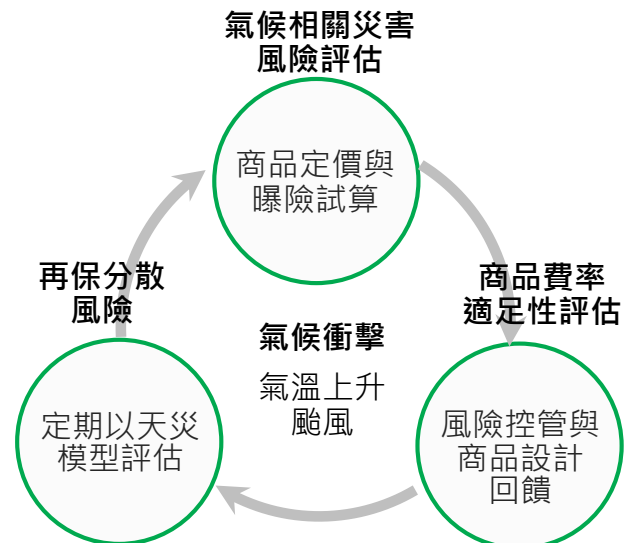 氣候相關災害
風險評估
商品定價與
曝險試算
再保分散
風險
商品費率
適足性評估
氣候衝擊
氣溫上升
颱風
定期以天災
模型評估
風險控管與
商品設計
回饋